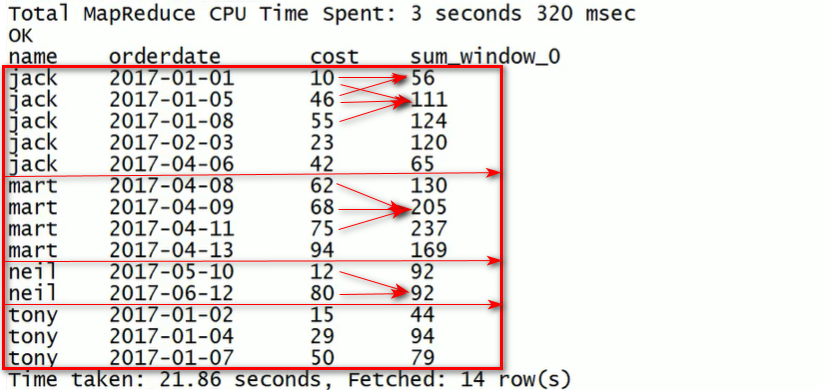 Total MapReduce CPU Time Spent: 3 seconds 320 msec
OK
name orderdate cost sum_window_0
jack 2017-01-01 10 56
jack 2017-01-05 46 111
jack 2017-01-08 55 124
jack 2017-02-03 23 120
jack 2017-04-06 42 65
mart 2017-04-08 62 130
mart 2017-04-09 68 205
mart 2017-04-11 75 237
mart 2017-04-13 94 169
neil 2017-05-10 12 92
neil 2017-06-12 80 92
tony 2017-01-02 15 44
tony 2017-01-04 29 94
tony 2017-01-07 50 79
Time taken: 21.86 seconds, Fetched: 14 row(s)